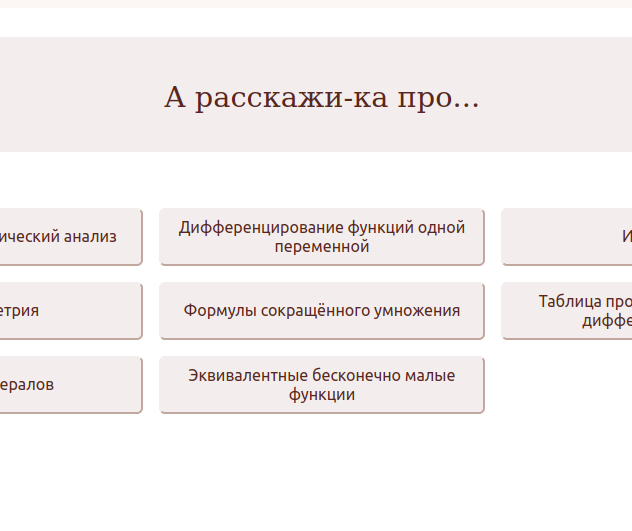 А расскажи-ка про...
ический анализ
Дифференцирование функций одной
переменной
И
етрия
Формулы сокращённого умножения
Таблица про
диффе
ералов
Эквивалентные бесконечно малые
функции